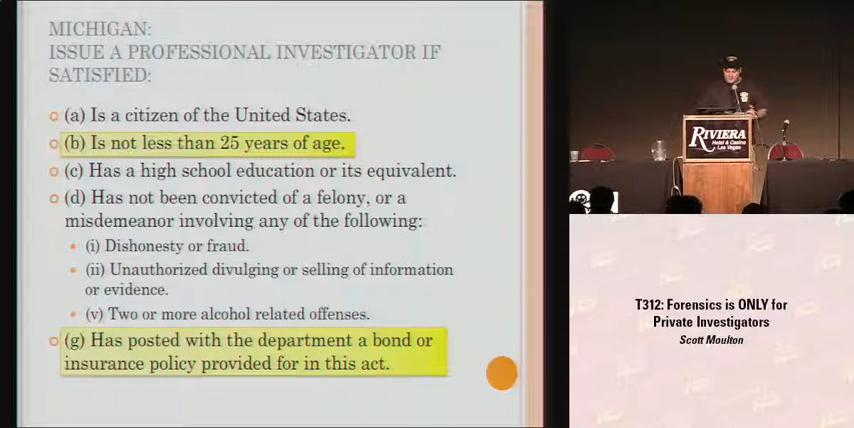 MICHIGAN:
ISSUE A PROFESSIONAL INVESTIGATOR IF
SATISFIED:
(a) Is a citizen of the United States.
(b) Is not less than 25 years of age.
(c) Has a high school education or its equivalent.
(d) Has not been convicted of a felony, or a
misdemeanor involving any of the following:
(i) Dishonesty or fraud.
(ii) Unauthorized divulging or selling of information
or evidence.
(v) Two or more alcohol related offenses.
(g) Has posted with the department a bond or
insurance policy provided for in this act.
RIVIERA
Hotel & Casino
Las Vegas
T312: Forensics is ONLY for
Private Investigators
Scott Moulton